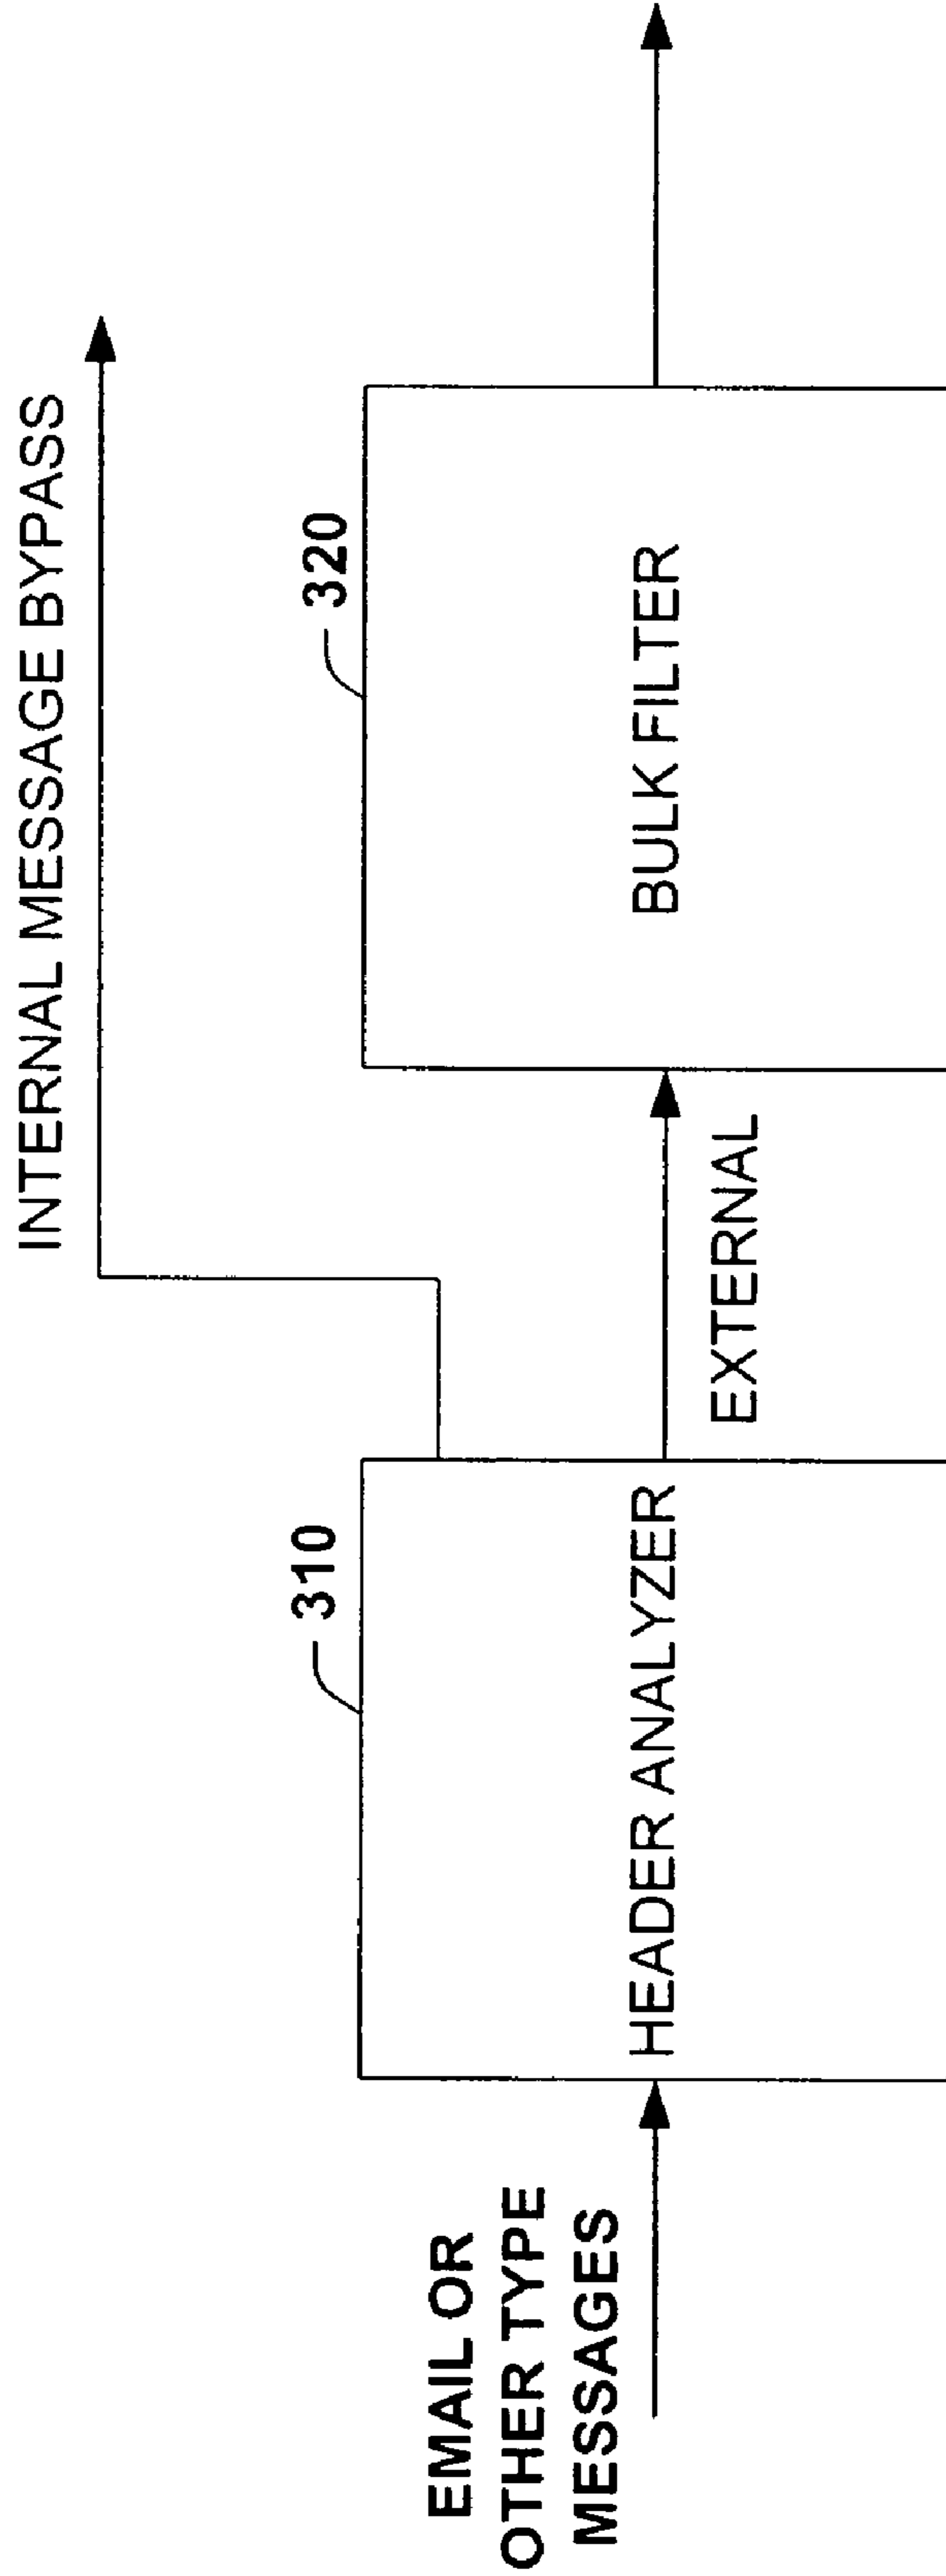 INTERNAL MESSAGE BYPASS
310
320
EMAIL OR
OTHER TYPE
MESSAGES
HEADER ANALYZER
EXTERNAL
BULK FILTER